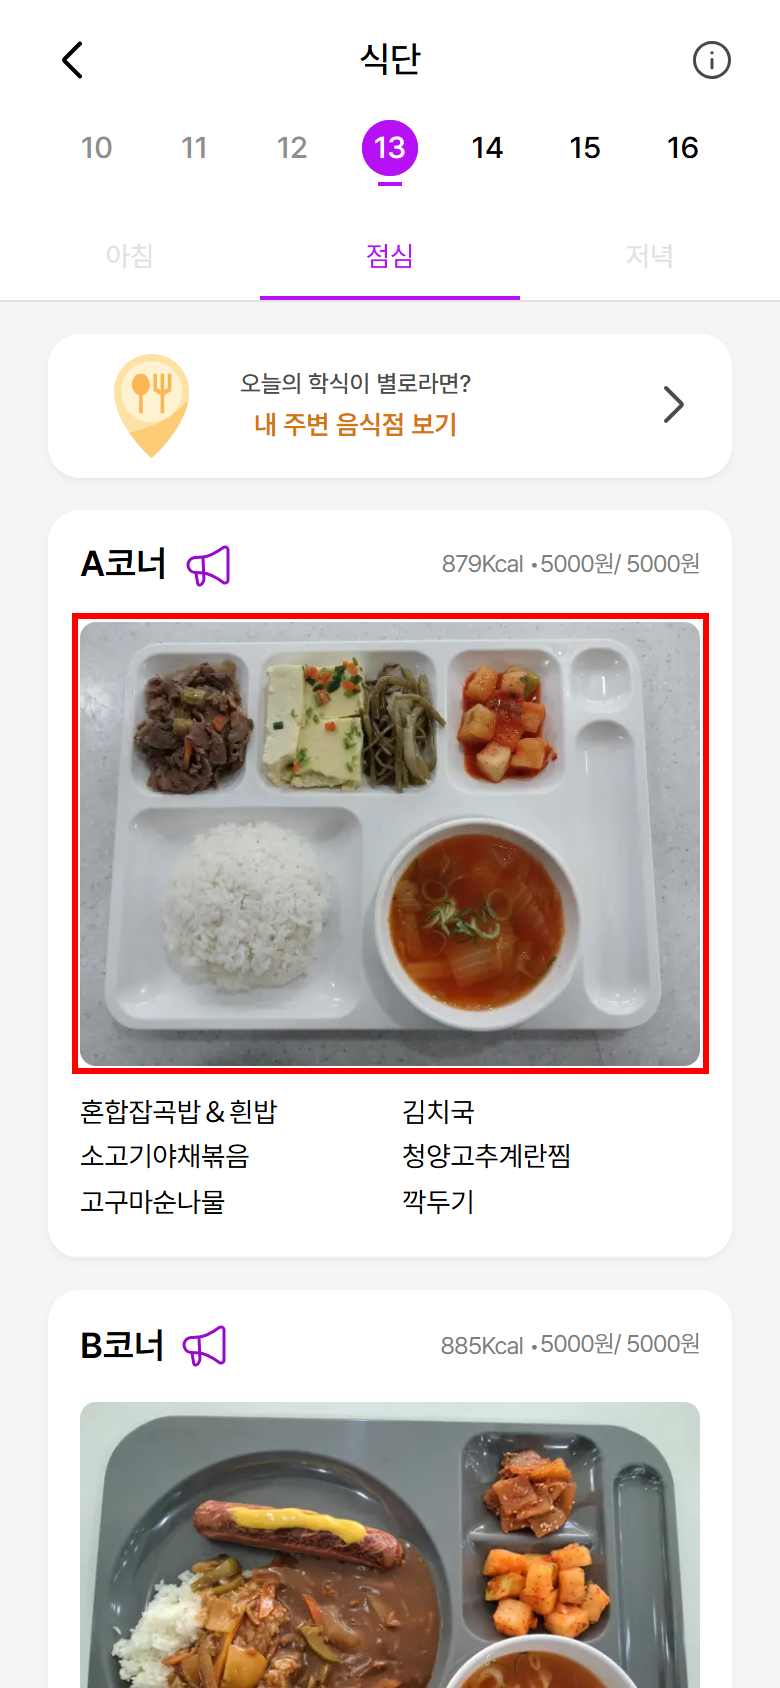 식단
10 11 12 13 14 15 16
아침 점심 저녁
오늘의 학식이 별로라면?
내 주변 음식점 보기
A코너 879Kcal •5000원/ 5000원
혼합잡곡밥 & 흰밥 김치국
소고기야채볶음 청양고추계란찜
고구마순나물 깍두기
B코너 885Kcal •5000원/ 5000원